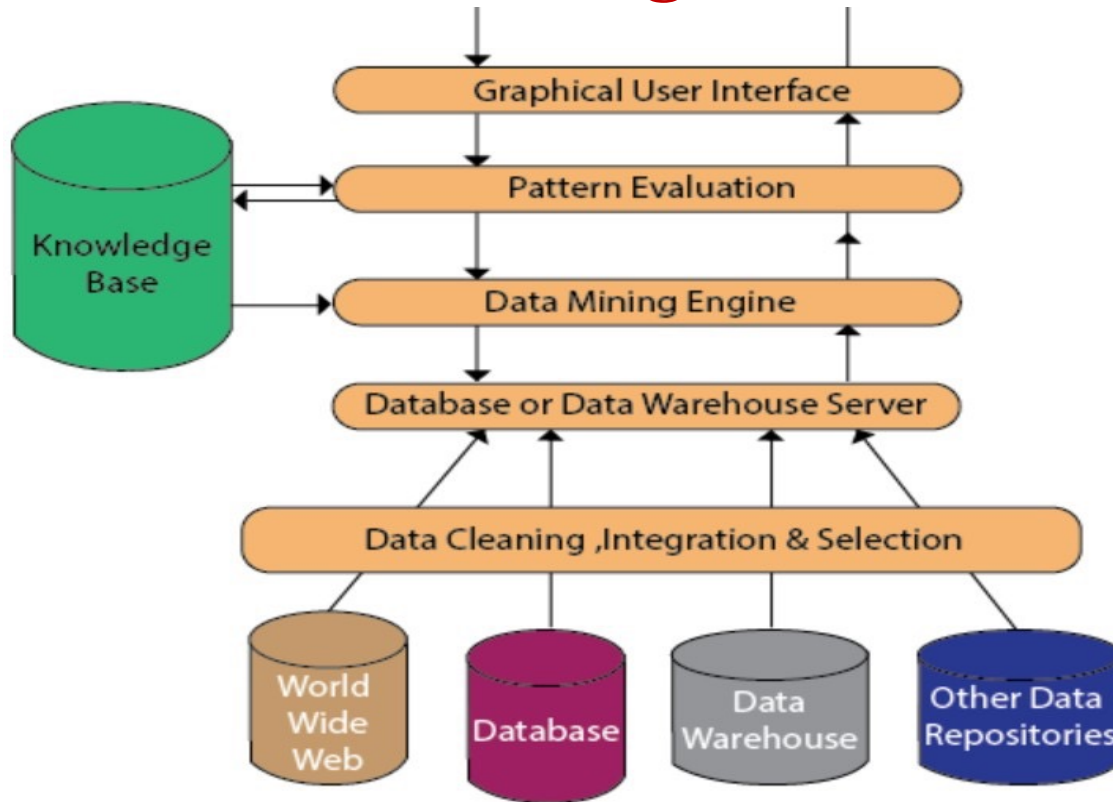 Graphical User Interface
Pattern Evaluation
Knowledge
Base
Data Mining Engine
Database or Data Warehouse Server
Data Cleaning ,Integration & Selection
World
Wide
Web
Database
Data
Warehouse
Other Data
Repositories